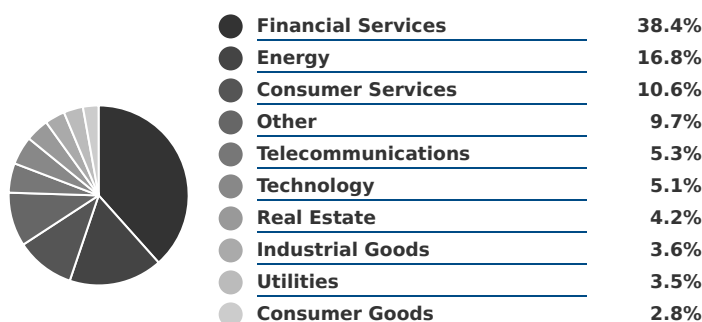 Financial Services 38.4%
Energy 16.8%
Consumer Services 10.6%
Other 9.7%
Telecommunications 5.3%
Technology 5.1%
Real Estate 4.2%
Industrial Goods 3.6%
Utilities 3.5%
Consumer Goods 2.8%